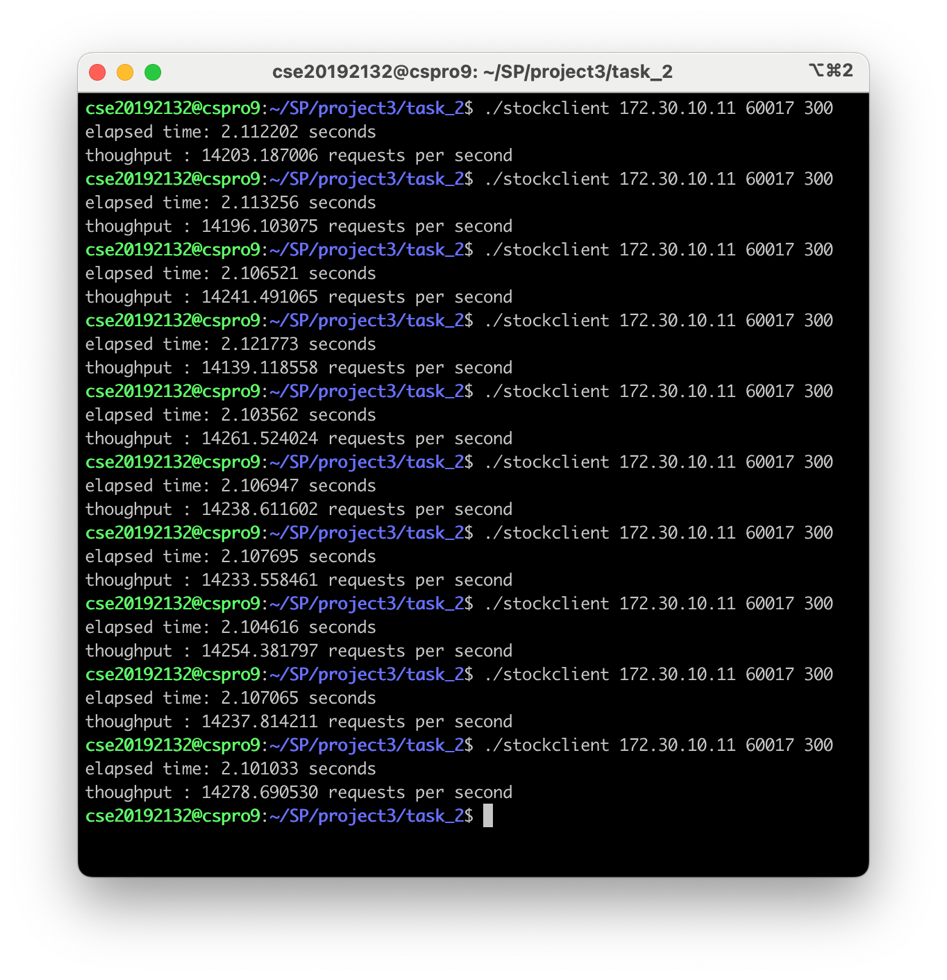 cse20192132@cspro9: ~/SP/project3/task_2 ⌥⌘2
cse20192132@cspro9:~/SP/project3/task_2$ ./stockclient 172.30.10.11 60017 300
elapsed time: 2.112202 seconds
thoughput : 14203.187006 requests per second
cse20192132@cspro9:~/SP/project3/task_2$ ./stockclient 172.30.10.11 60017 300
elapsed time: 2.113256 seconds
thoughput : 14196.103075 requests per second
cse20192132@cspro9:~/SP/project3/task_2$ ./stockclient 172.30.10.11 60017 300
elapsed time: 2.106521 seconds
thoughput : 14241.491065 requests per second
cse20192132@cspro9:~/SP/project3/task_2$ ./stockclient 172.30.10.11 60017 300
elapsed time: 2.121773 seconds
thoughput : 14139.118558 requests per second
cse20192132@cspro9:~/SP/project3/task_2$ ./stockclient 172.30.10.11 60017 300
elapsed time: 2.103562 seconds
thoughput : 14261.524024 requests per second
cse20192132@cspro9:~/SP/project3/task_2$ ./stockclient 172.30.10.11 60017 300
elapsed time: 2.106947 seconds
thoughput : 14238.611602 requests per second
cse20192132@cspro9:~/SP/project3/task_2$ ./stockclient 172.30.10.11 60017 300
elapsed time: 2.107695 seconds
thoughput : 14233.558461 requests per second
cse20192132@cspro9:~/SP/project3/task_2$ ./stockclient 172.30.10.11 60017 300
elapsed time: 2.104616 seconds
thoughput : 14254.381797 requests per second
cse20192132@cspro9:~/SP/project3/task_2$ ./stockclient 172.30.10.11 60017 300
elapsed time: 2.107065 seconds
thoughput : 14237.814211 requests per second
cse20192132@cspro9:~/SP/project3/task_2$ ./stockclient 172.30.10.11 60017 300
elapsed time: 2.101033 seconds
thoughput : 14278.690530 requests per second
cse20192132@cspro9:~/SP/project3/task_2$